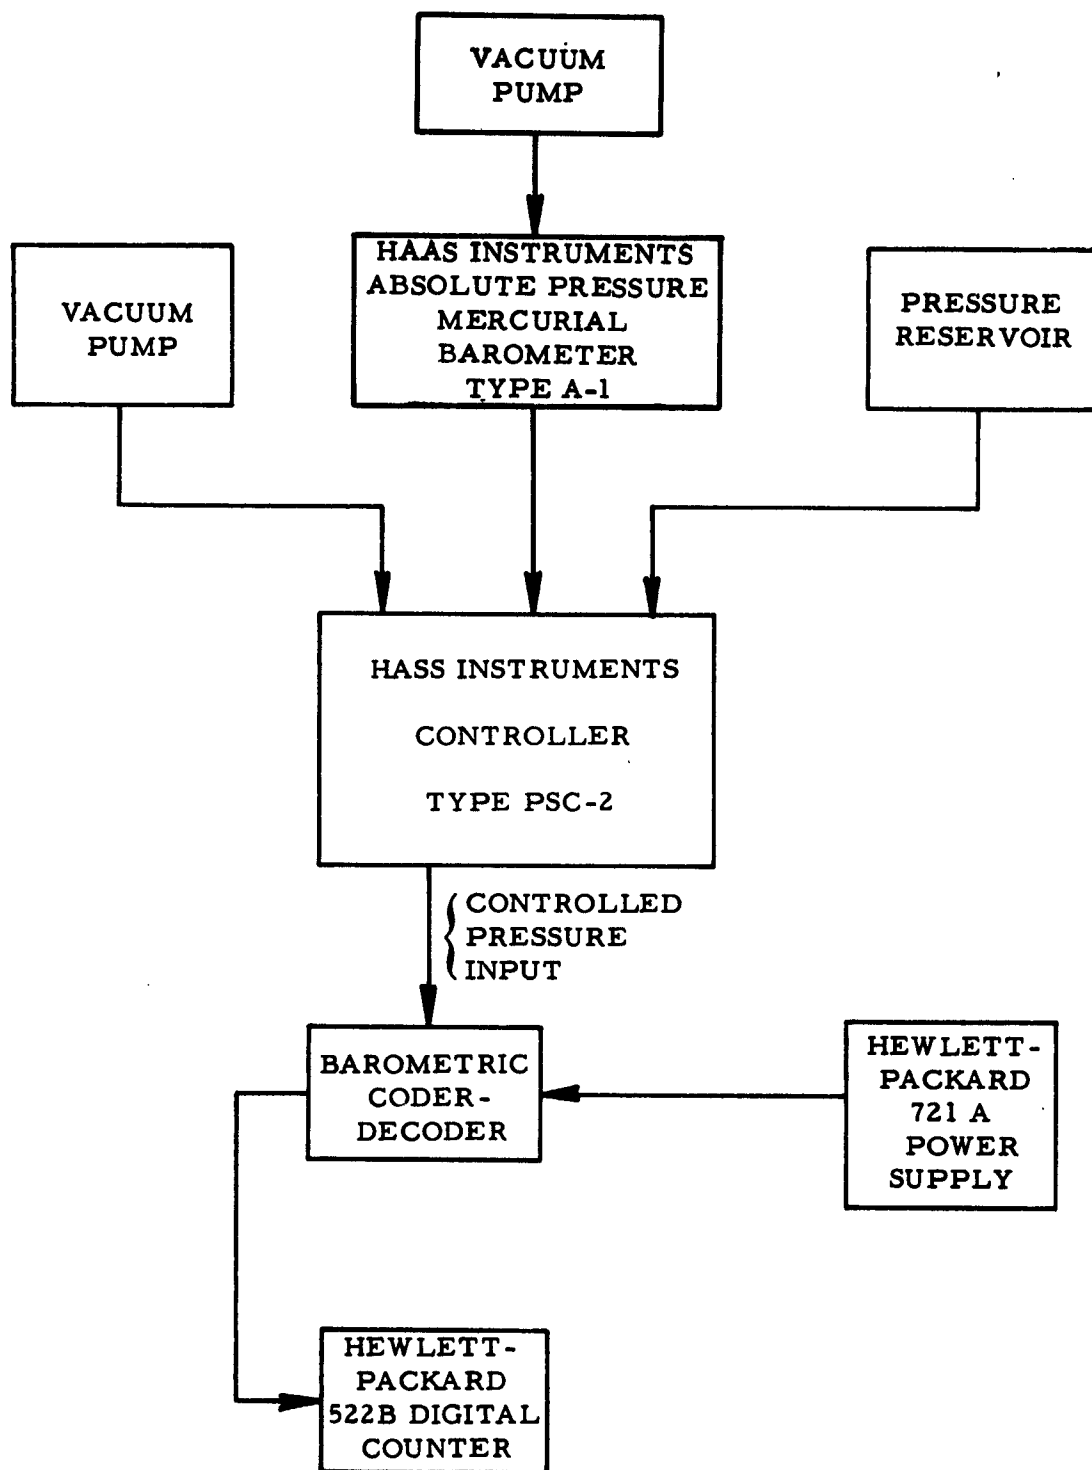 VACUUM
PUMP
HAAS INSTRUMENTS
ABSOLUTE PRESSURE
MERCURIAL
BAROMETER
TYPE A-1
VACUUM
PUMP
PRESSURE
RESERVOIR
HASS INSTRUMENTS
CONTROLLER
TYPE PSC-2
CONTROLLED
PRESSURE
INPUT
BAROMETRIC
CODER-
DECODER
HEWLETT-
PACKARD
721 A
POWER
SUPPLY
HEWLETT-
PACKARD
522B DIGITAL
COUNTER